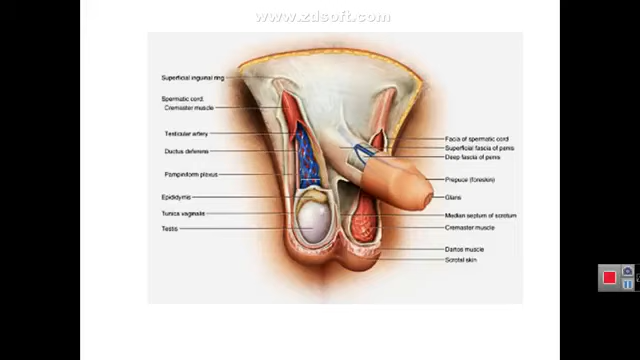 www.zdsoft.com
Superficial inguinal ring
Spermatic cord:
Cremaster muscle
Testicular artery
Ductus deferens
Pampiniform plexus
Epididymis
Tunica vaginalis
Testis
Facia of spermatic cord
Superficial fascia of penis
Deep fascia of penis
Prepuce (foreskin)
Glans
Median septum of scrotum
Cremaster muscle
Dartos muscle
Scrotal skin